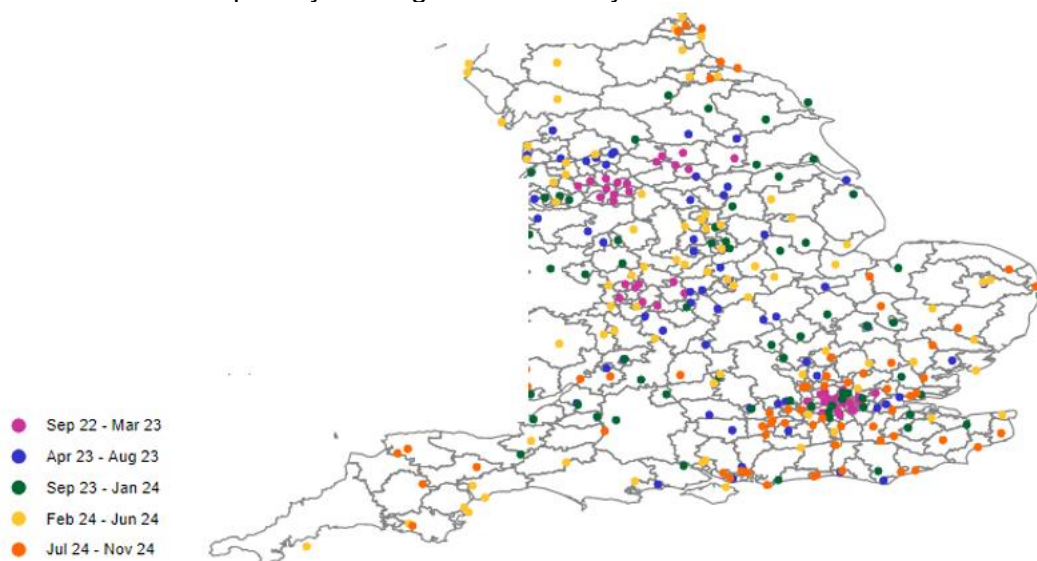 Sep 22 - Mar 23
Apr 23 - Aug 23
Sep 23 - Jan 24
Feb 24 - Jun 24
Jul 24 - Nov 24